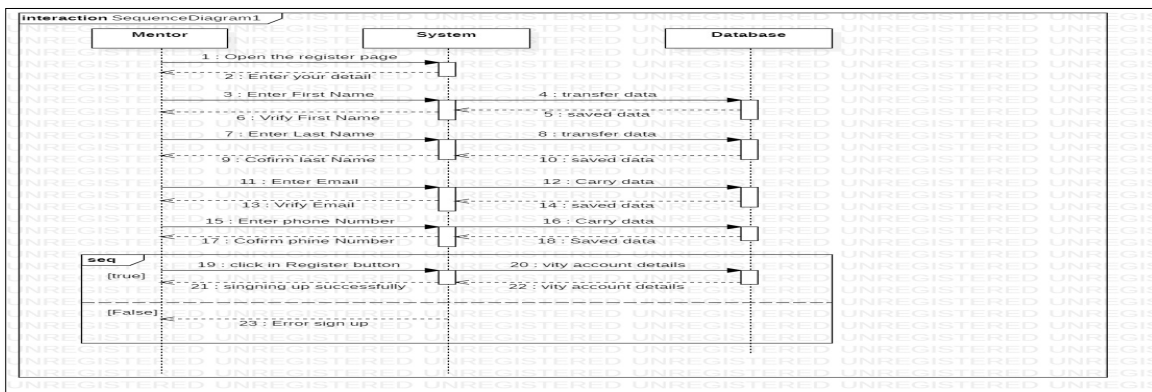 interaction SequenceDiagram1
Mentor System Database
1 : Open the register page
2 : Enter your detail
3 : Enter First Name 4 : transfer data
5 : saved data
6 : Vrify First Name
7 : Enter Last Name 8 : transfer data
9 : Cofirm last Name 10 : saved data
11 : Enter Email 12 : Carry data
13 : Vrify Email 14 : saved data
15 : Enter phone Number 16 : Carry data
17 : Cofirm phine Number 18 : Saved data
seq
19 : click in Register button 20 : vity account details
[true]
21 : singning up successfully 22 : vity account details
[False]
23 : Error sign up